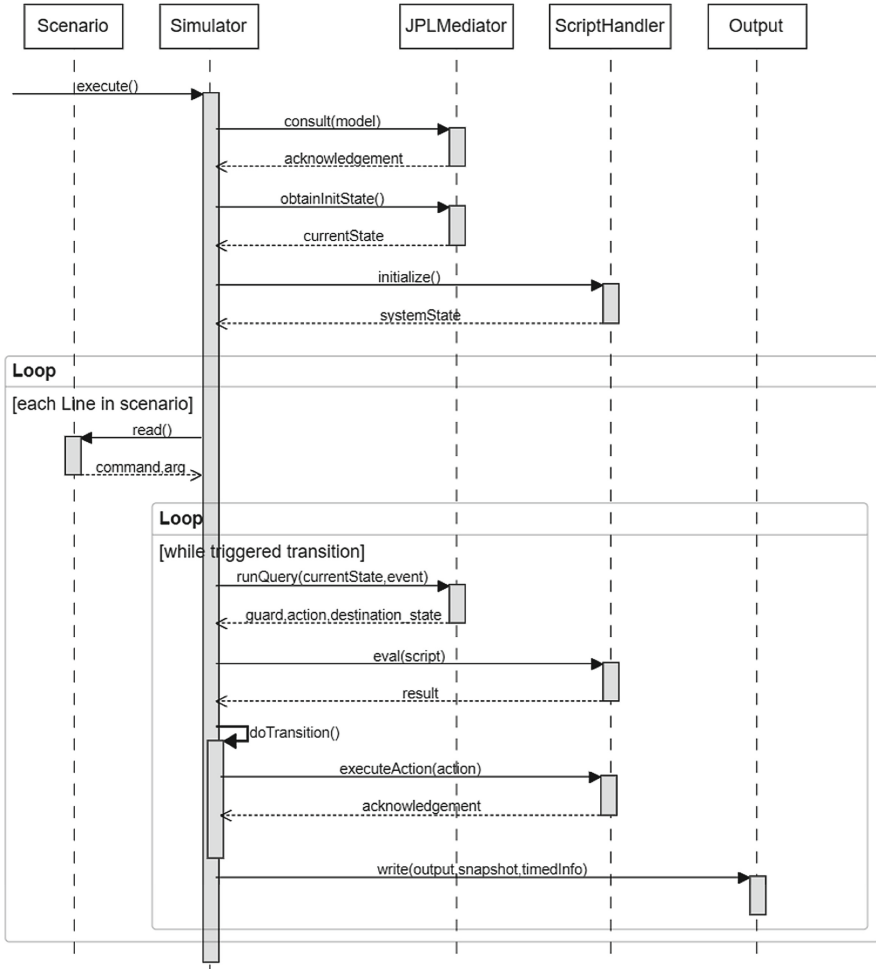 Scenario
Simulator
JPLMediator
ScriptHandler
Output
execute()
consult(model)
acknowledgement
obtainInitState()
currentState
initialize()
systemState
Loop
[each Line in scenario]
read()
command,arg
Loop
[while triggered transition]
runQuery(currentState,event)
guard,action,destination_state
eval(script)
result
doTransition()
executeAction(action)
acknowledgement
write(output,snapshot,timedInfo)